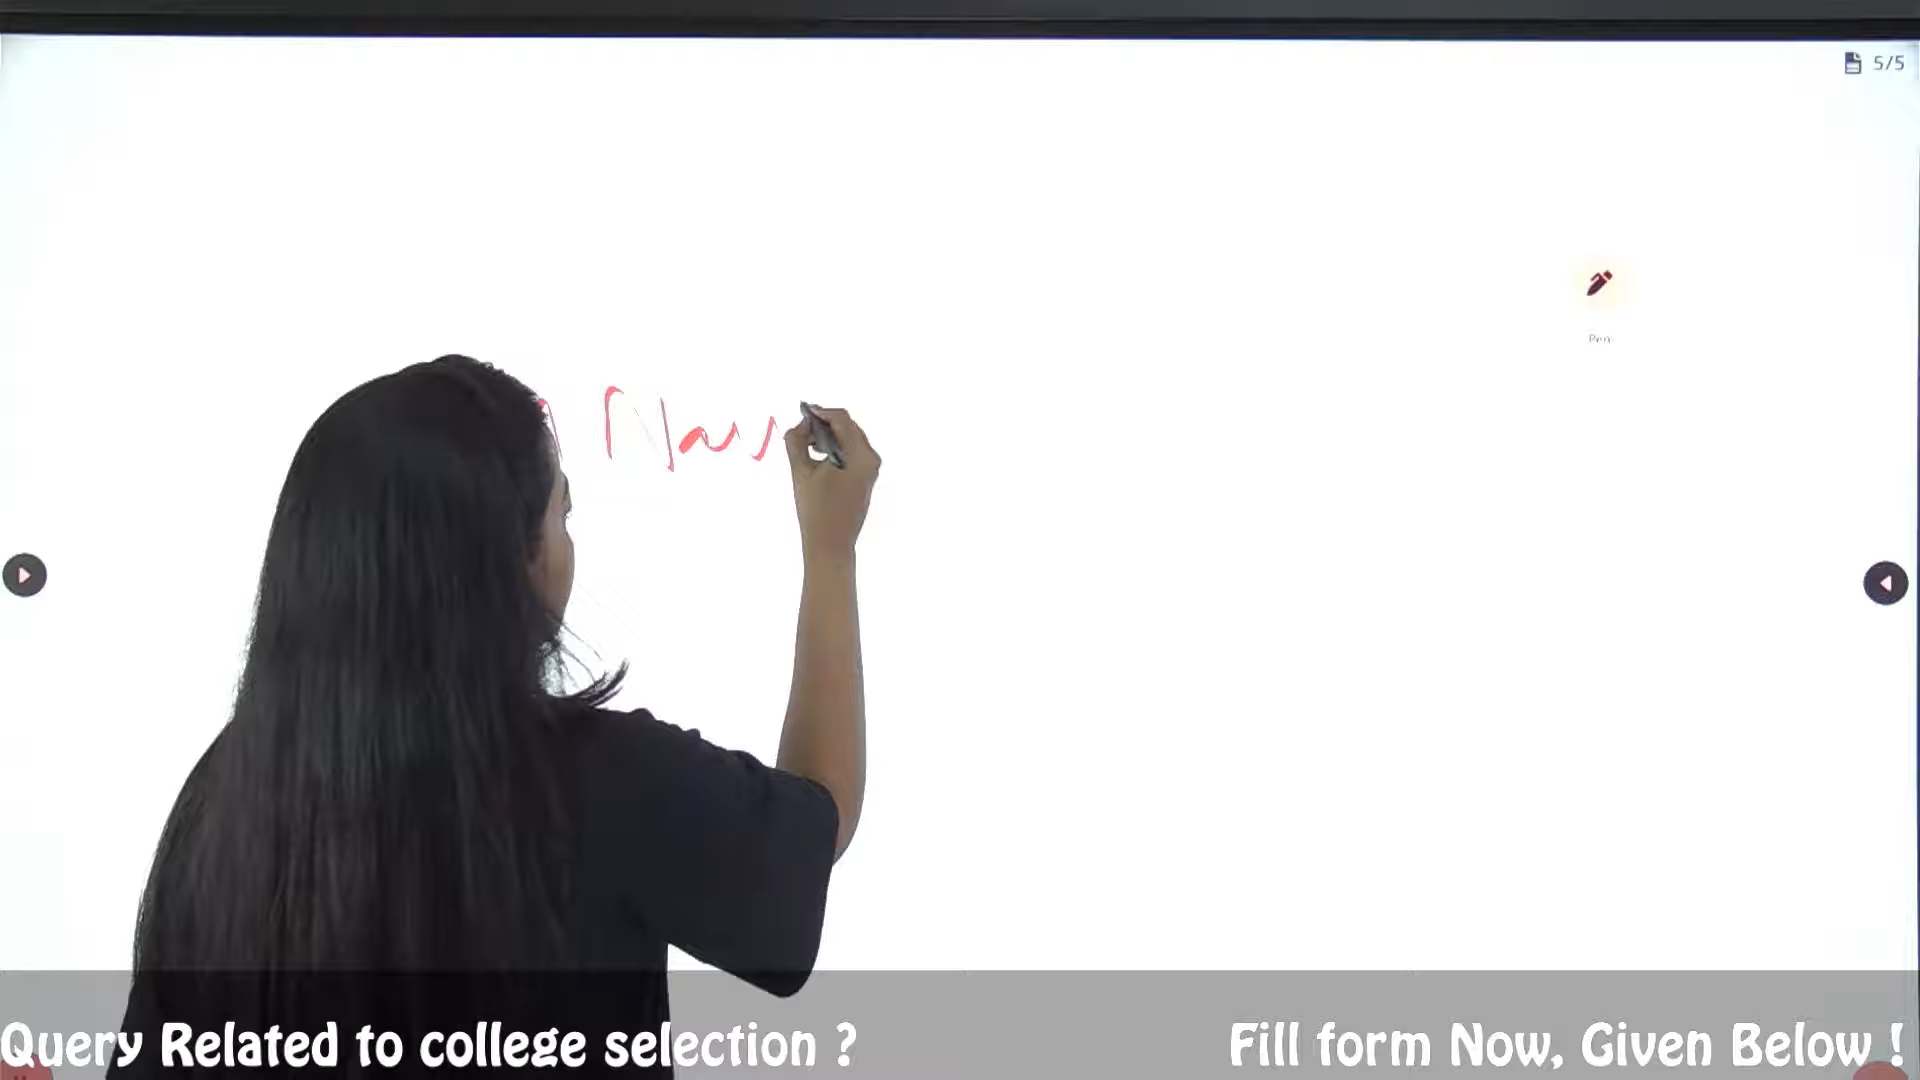 5/5
Pen
Query Related to college selection ?
Fill form Now, Given Below !